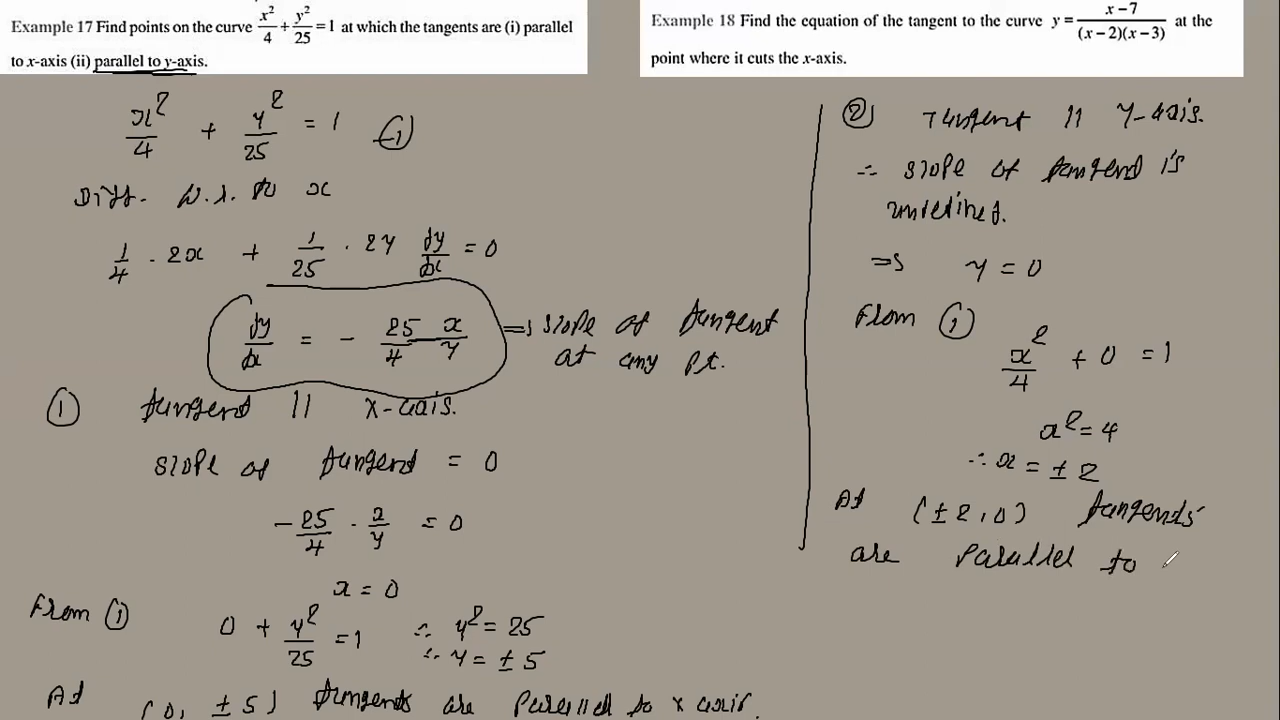 Example 17 Find points on the curve x²/4 + y²/25 = 1 at which the tangents are (i) parallel
to x-axis (ii) parallel to y-axis.
Example 18 Find the equation of the tangent to the curve y = (x-7)/((x-2)(x-3)) at the
point where it cuts the x-axis.
x²/4 + y²/25 = 1 —(1)
Diff. w.r. to x
1/4 · 2x + 1/25 · 2y dy/dx = 0
dy/dx = - 25/4 x/y => slope of tangent
at any pt.
(1) tangent || x-axis.
slope of tangent = 0
-25/4 · x/y = 0
x = 0
From (1)
0 + y²/25 = 1 ∴ y² = 25
∴ y = ± 5
At (0, ± 5) tangents are parallel to x axis.
(2) Tangent || y-axis.
∴ slope of tangent is
undefined.
=> y = 0
From (1)
x²/4 + 0 = 1
x² = 4
∴ x = ± 2
At (± 2, 0) tangents
are parallel to